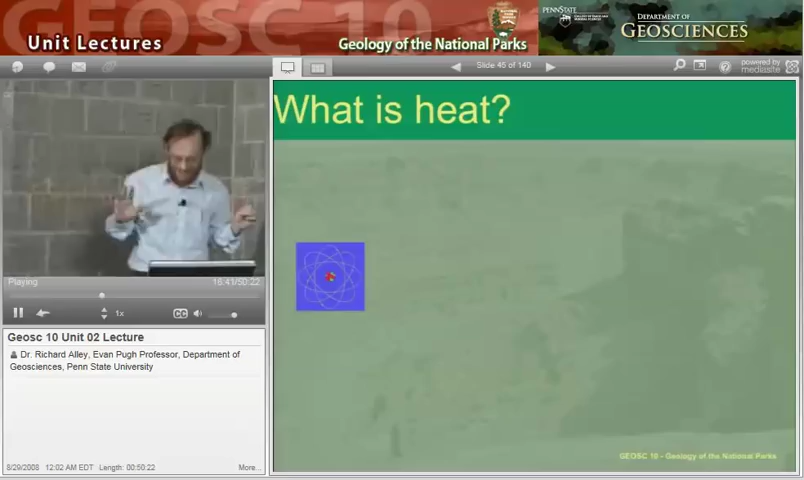 GEOSC 10
Unit Lectures
Geology of the National Parks
PENNSTATE
DEPARTMENT OF
GEOSCIENCES
Slide 45 of 140
powered by
mediasite
What is heat?
Playing
16:41/50:22
1x
CC
Geosc 10 Unit 02 Lecture
Dr. Richard Alley, Evan Pugh Professor, Department of
Geosciences, Penn State University
8/29/2008 12:02 AM EDT Length: 00:50:22
More...
GEOSC 10 - Geology of the National Parks